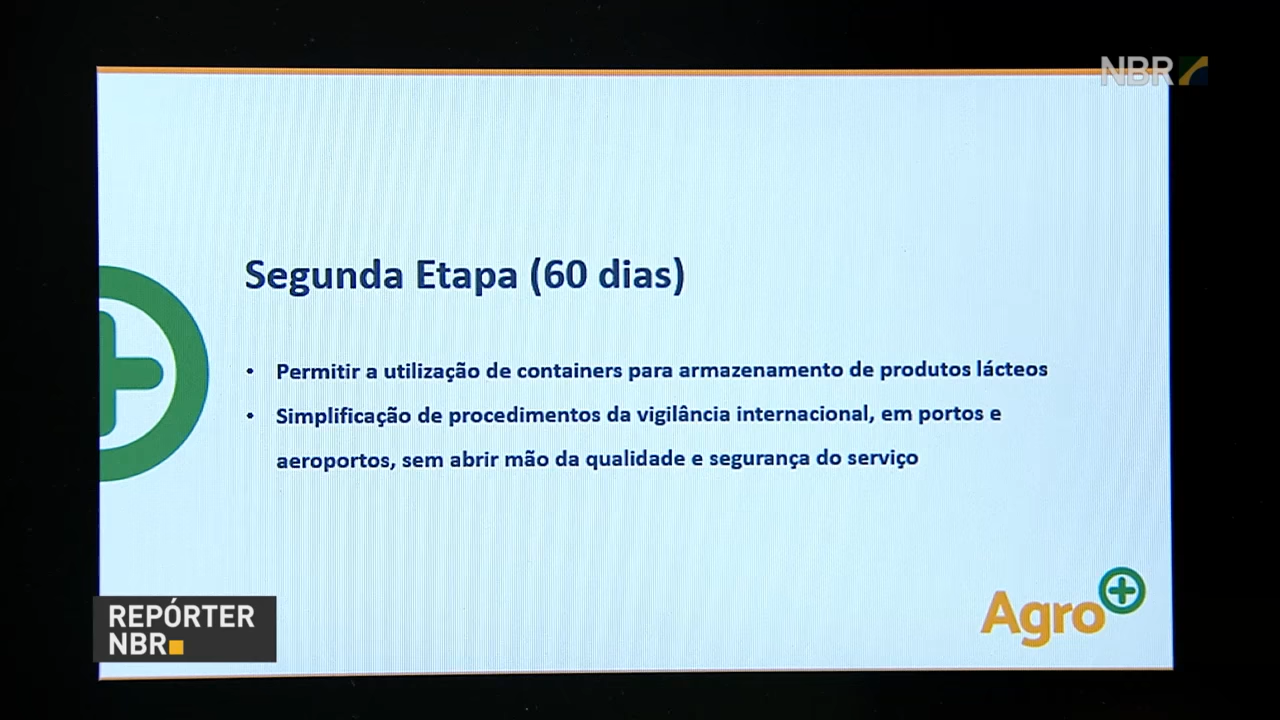 NBR
Segunda Etapa (60 dias)
• Permitir a utilização de containers para armazenamento de produtos lácteos
• Simplificação de procedimentos da vigilância internacional, em portos e
aeroportos, sem abrir mão da qualidade e segurança do serviço
Agro+
REPÓRTER
NBR